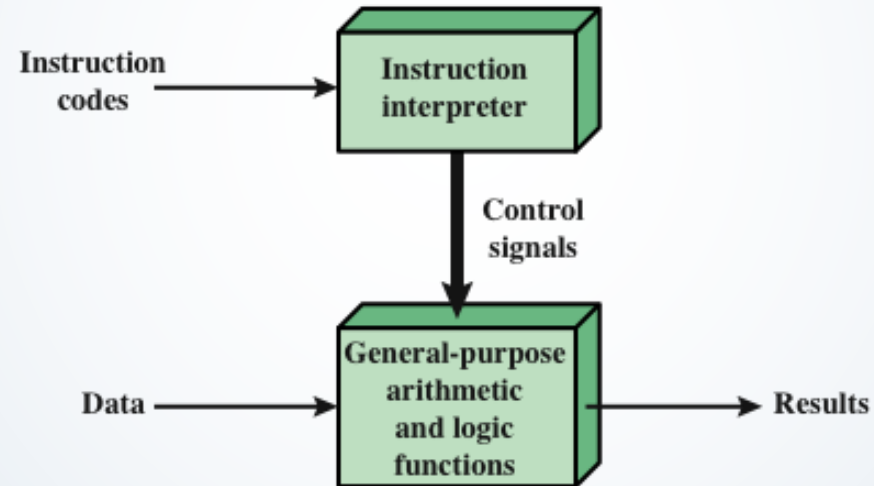 Instruction
codes
Instruction
interpreter
Control
signals
General-purpose
arithmetic
and logic
functions
Data
Results